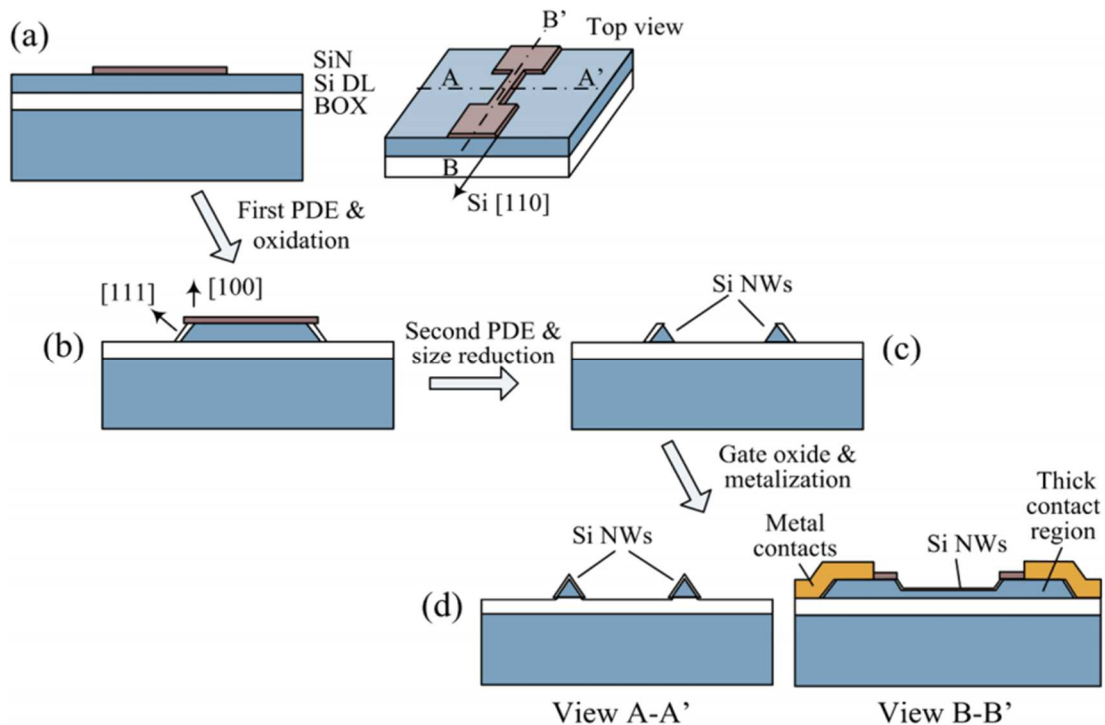 (a)
SiN
Si DL
BOX
B’
Top view
A
A’
B
Si [110]
First PDE &
oxidation
[111]
[100]
(b)
Second PDE &
size reduction
Si NWs
(c)
Gate oxide &
metalization
Si NWs
(d)
View A-A’
Metal
contacts
Si NWs
Thick
contact
region
View B-B’